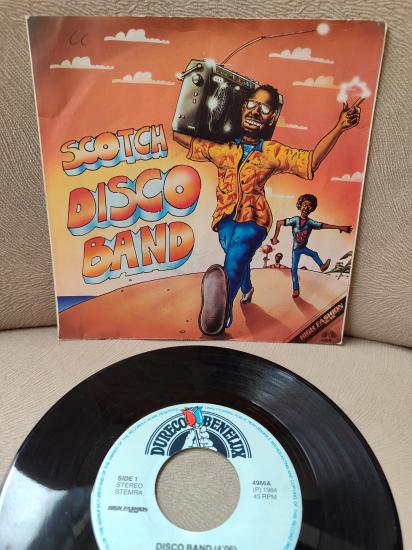 CC
SCOTCH
DISCO
BAND
HIGH FASHION
DURECO BENELUX
SIDE 1
STEREO
STEMRA
4966A
(P) 1984
45 RPM
HIGH FASHION
DISCO BAND (4'06)